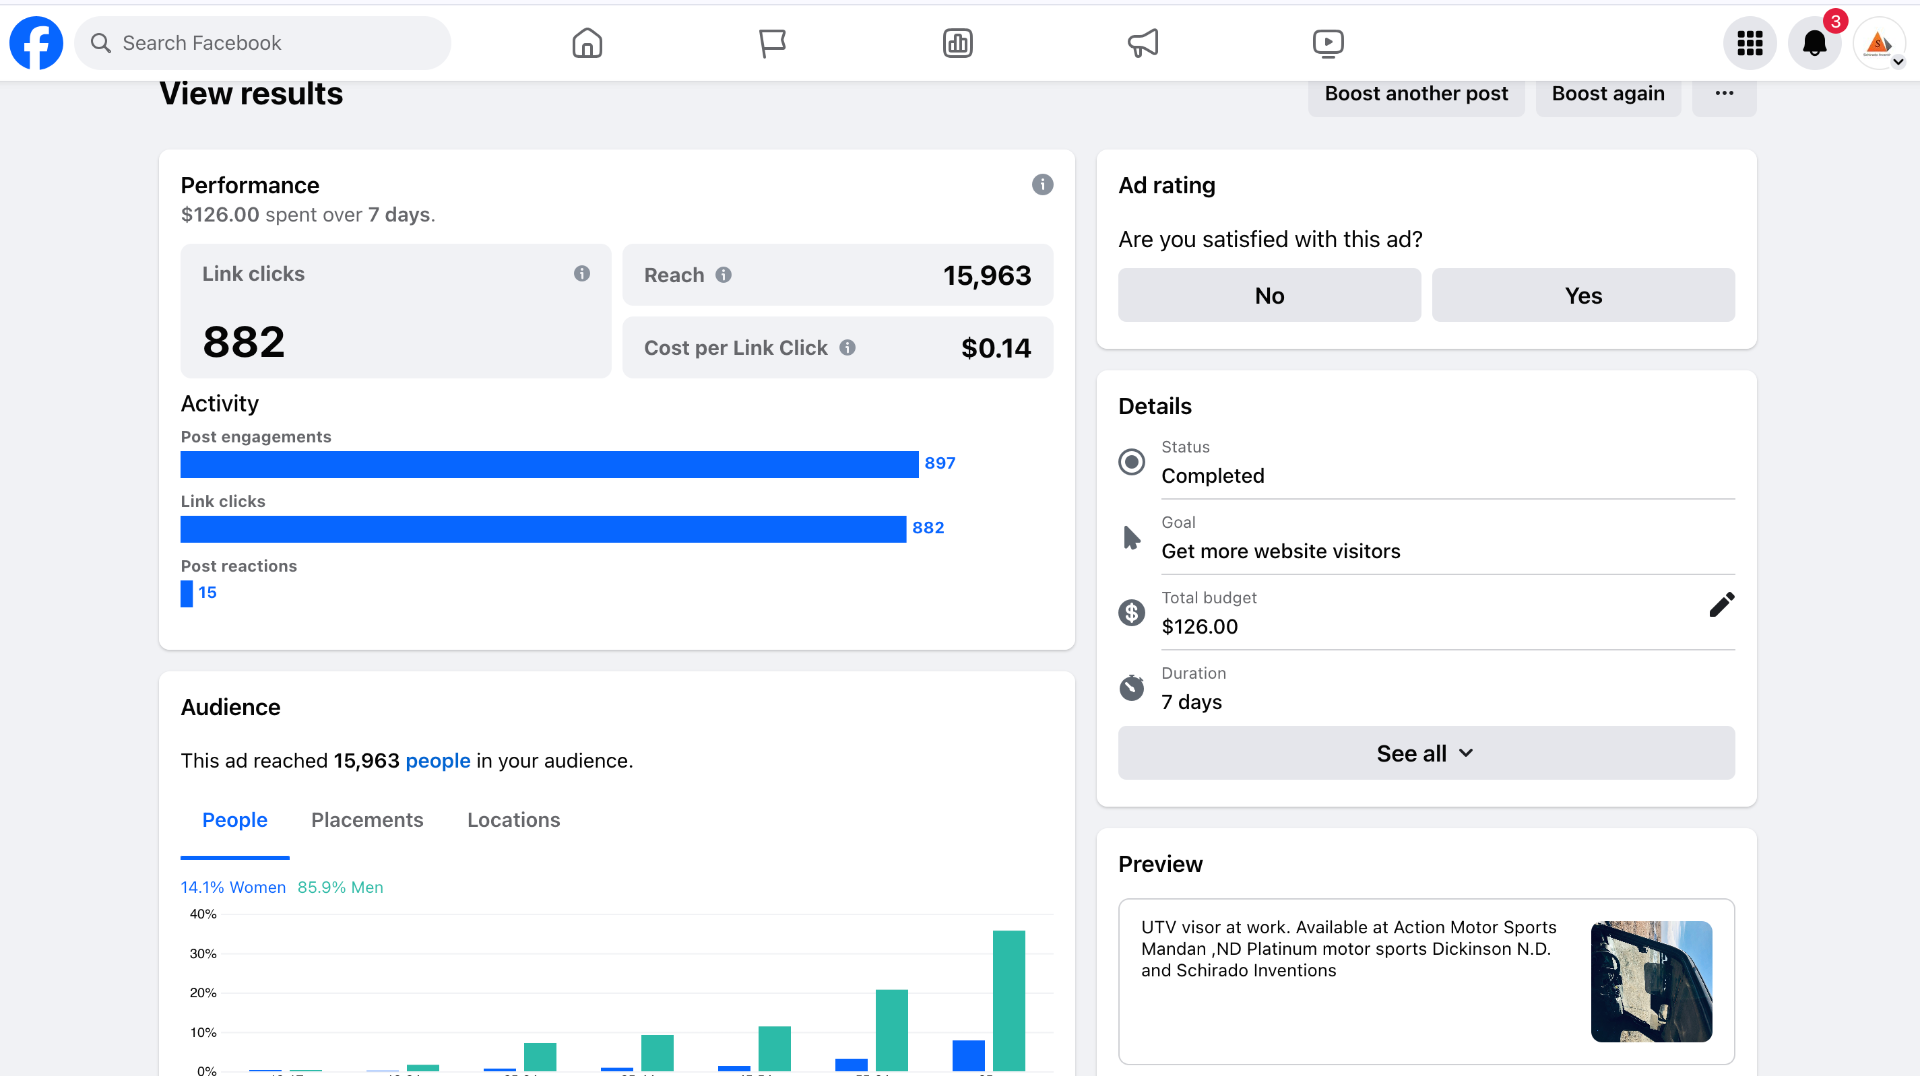 Search Facebook
3
View results
Boost another post
Boost again
Performance
$126.00 spent over 7 days.
Link clicks
882
Reach
15,963
Cost per Link Click
$0.14
Activity
Post engagements
897
Link clicks
882
Post reactions
15
Ad rating
Are you satisfied with this ad?
No
Yes
Details
Status
Completed
Goal
Get more website visitors
Total budget
$126.00
Duration
7 days
See all
Audience
This ad reached 15,963 people in your audience.
People
Placements
Locations
14.1% Women 85.9% Men
40%
30%
20%
10%
0%
Preview
UTV visor at work. Available at Action Motor Sports
Mandan ,ND Platinum motor sports Dickinson N.D.
and Schirado Inventions